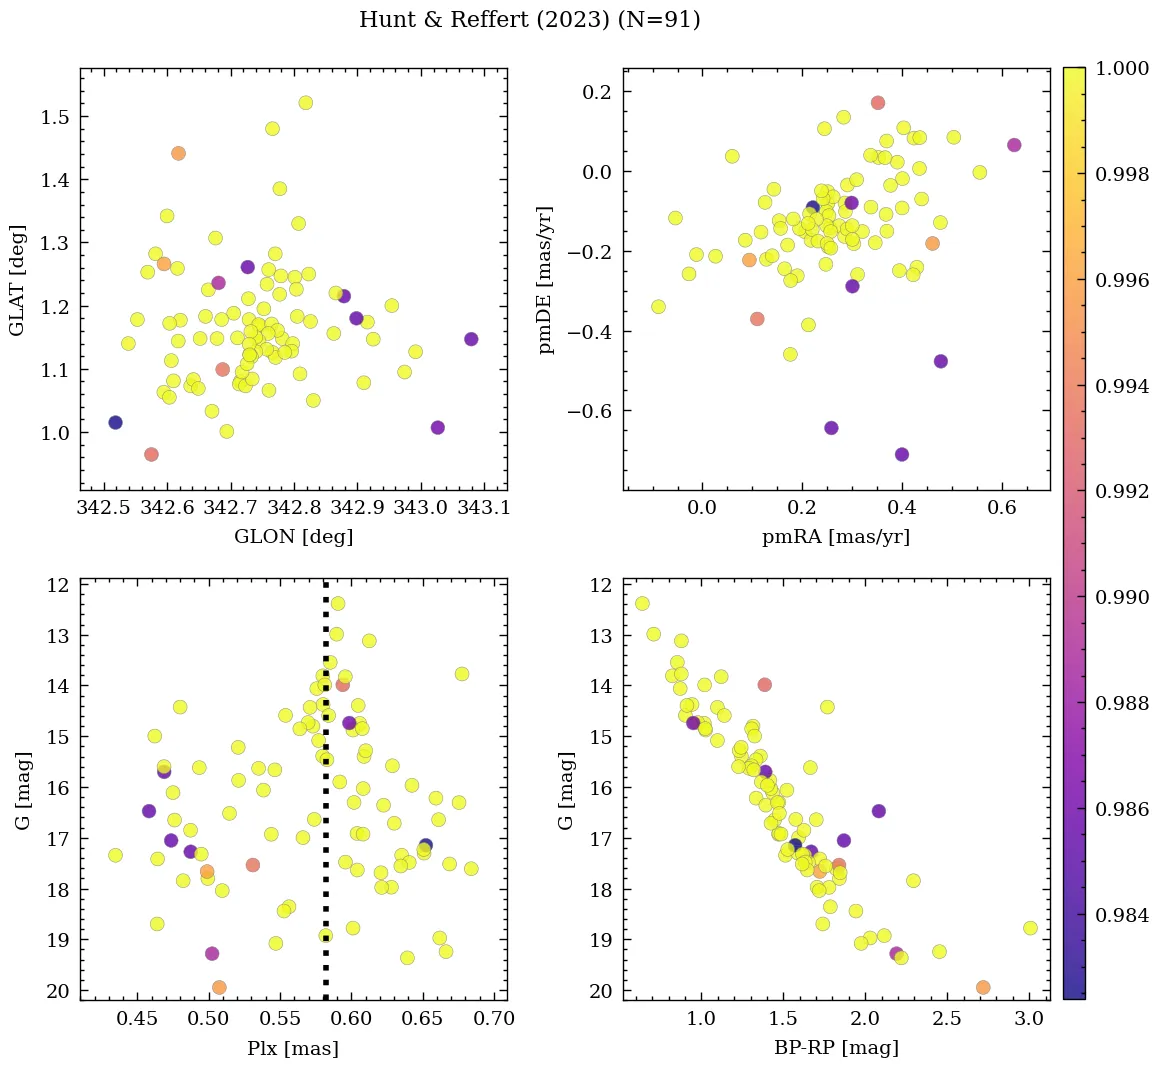 Hunt & Reffert (2023) (N=91)
1.5
1.4
1.3
1.2
1.1
1.0
GLAT [deg]
342.5 342.6 342.7 342.8 342.9 343.0 343.1
GLON [deg]
0.2
0.0
−0.2
−0.4
−0.6
pmDE [mas/yr]
0.0 0.2 0.4 0.6
pmRA [mas/yr]
12
13
14
15
16
17
18
19
20
G [mag]
0.45 0.50 0.55 0.60 0.65 0.70
Plx [mas]
12
13
14
15
16
17
18
19
20
G [mag]
1.0 1.5 2.0 2.5 3.0
BP-RP [mag]
1.000
0.998
0.996
0.994
0.992
0.990
0.988
0.986
0.984